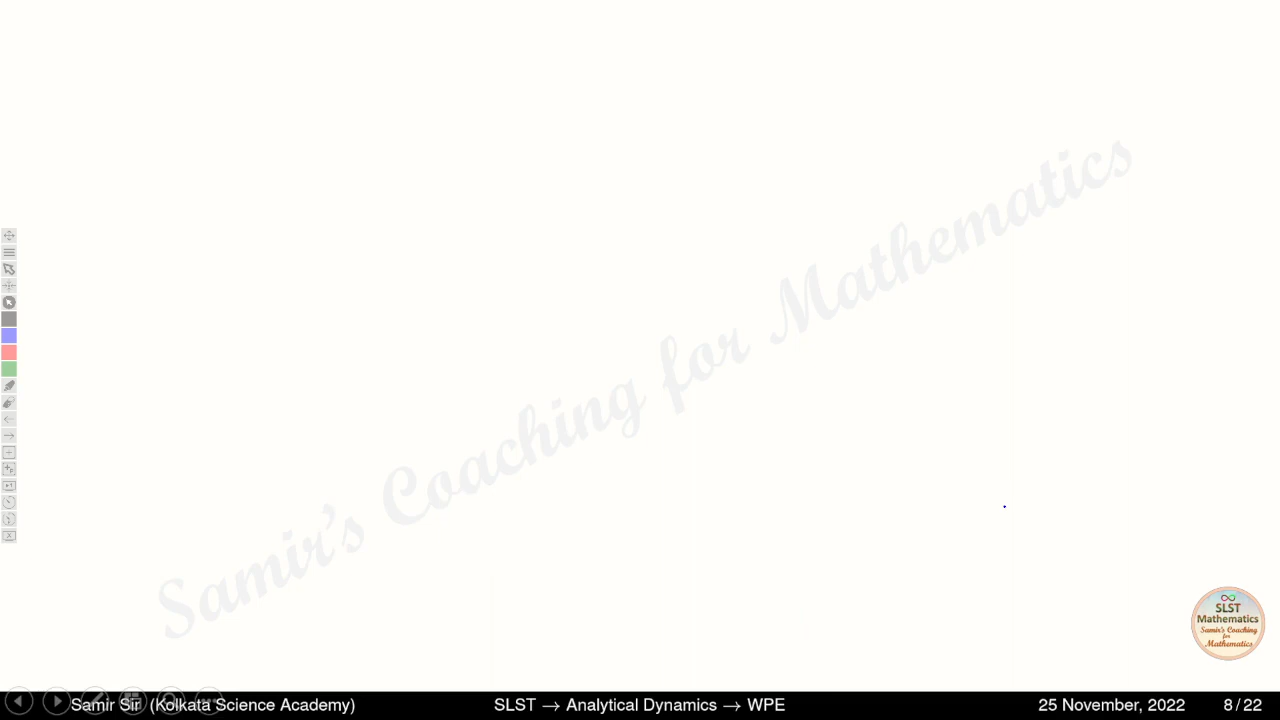 Samir's Coaching for Mathematics
SLST
Mathematics
Samir's Coaching
for
Mathematics
Samir Sir (Kolkata Science Academy)
SLST → Analytical Dynamics → WPE
25 November, 2022
8 / 22